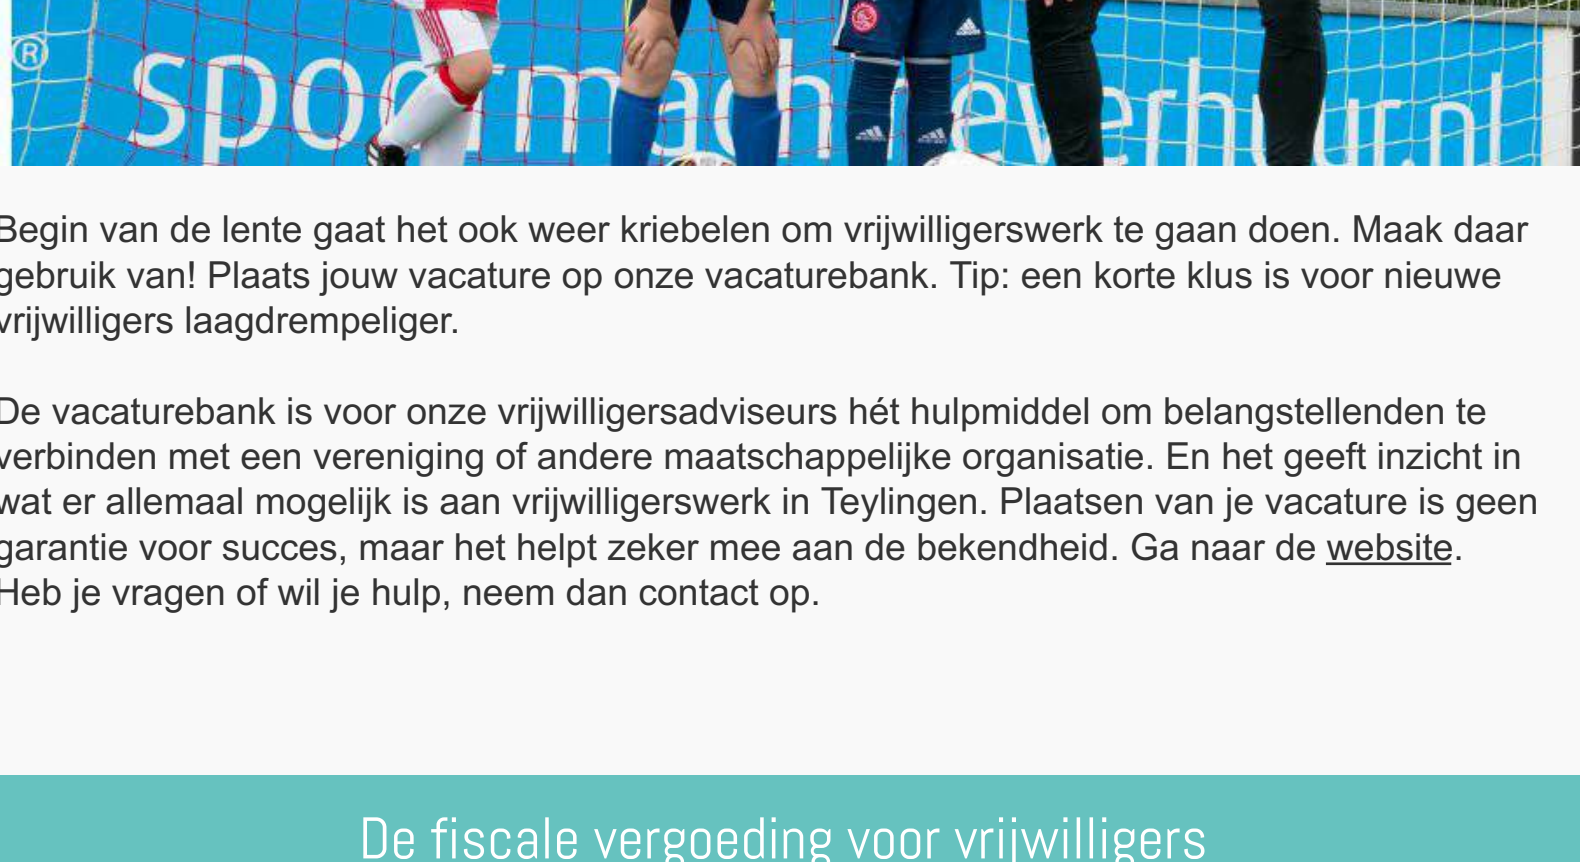 ®
Begin van de lente gaat het ook weer kriebelen om vrijwilligerswerk te gaan doen. Maak daar
gebruik van! Plaats jouw vacature op onze vacaturebank. Tip: een korte klus is voor nieuwe
vrijwilligers laagdrempeliger.
De vacaturebank is voor onze vrijwilligersadviseurs hét hulpmiddel om belangstellenden te
verbinden met een vereniging of andere maatschappelijke organisatie. En het geeft inzicht in
wat er allemaal mogelijk is aan vrijwilligerswerk in Teylingen. Plaatsen van je vacature is geen
garantie voor succes, maar het helpt zeker mee aan de bekendheid. Ga naar de website.
Heb je vragen of wil je hulp, neem dan contact op.
De fiscale vergoeding voor vrijwilligers